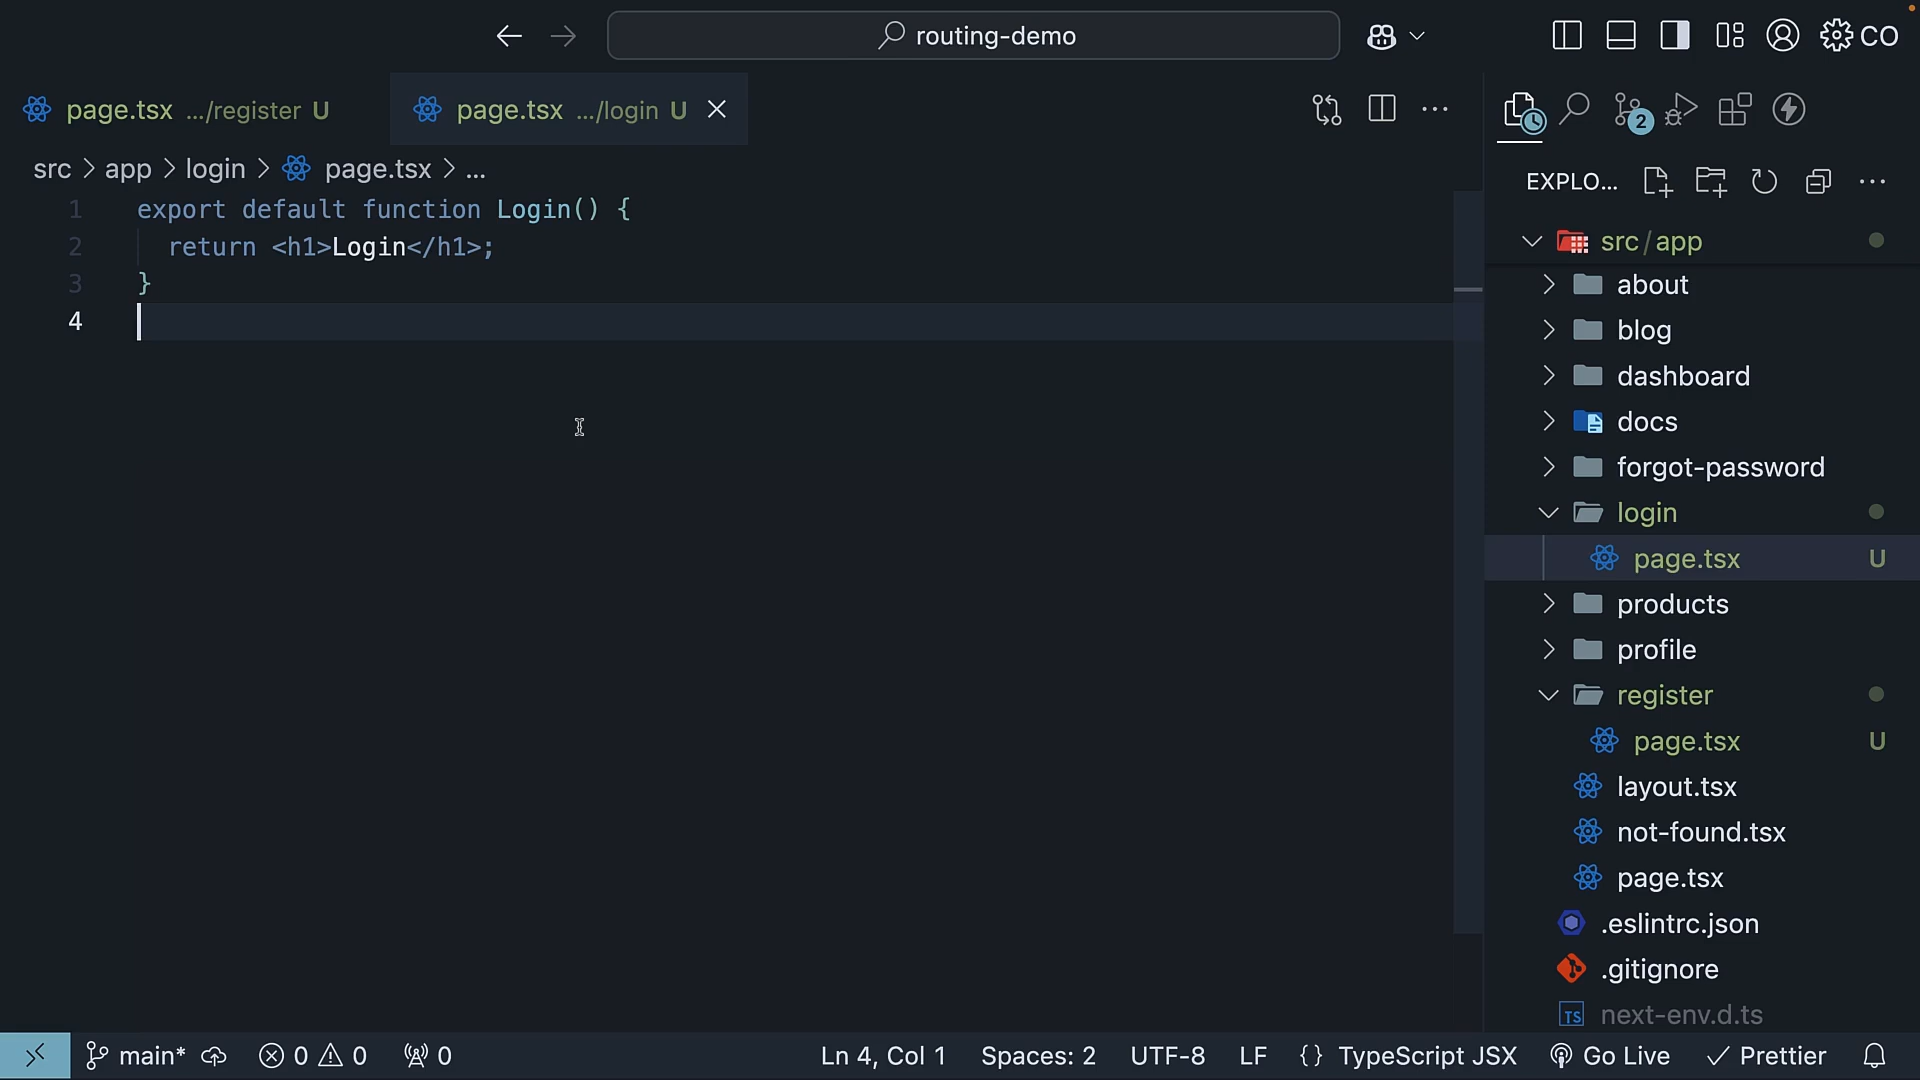 routing-demo
CO
page.tsx .../register U
page.tsx .../login U
src > app > login > page.tsx > ...
1 export default function Login() {
2 return <h1>Login</h1>;
3 }
4
2
EXPLO...
src/app
about
blog
dashboard
docs
forgot-password
login
page.tsx U
products
profile
register
page.tsx U
layout.tsx
not-found.tsx
page.tsx
.eslintrc.json
.gitignore
TS next-env.d.ts
main* 0 0 0 Ln 4, Col 1 Spaces: 2 UTF-8 LF {} TypeScript JSX Go Live Prettier